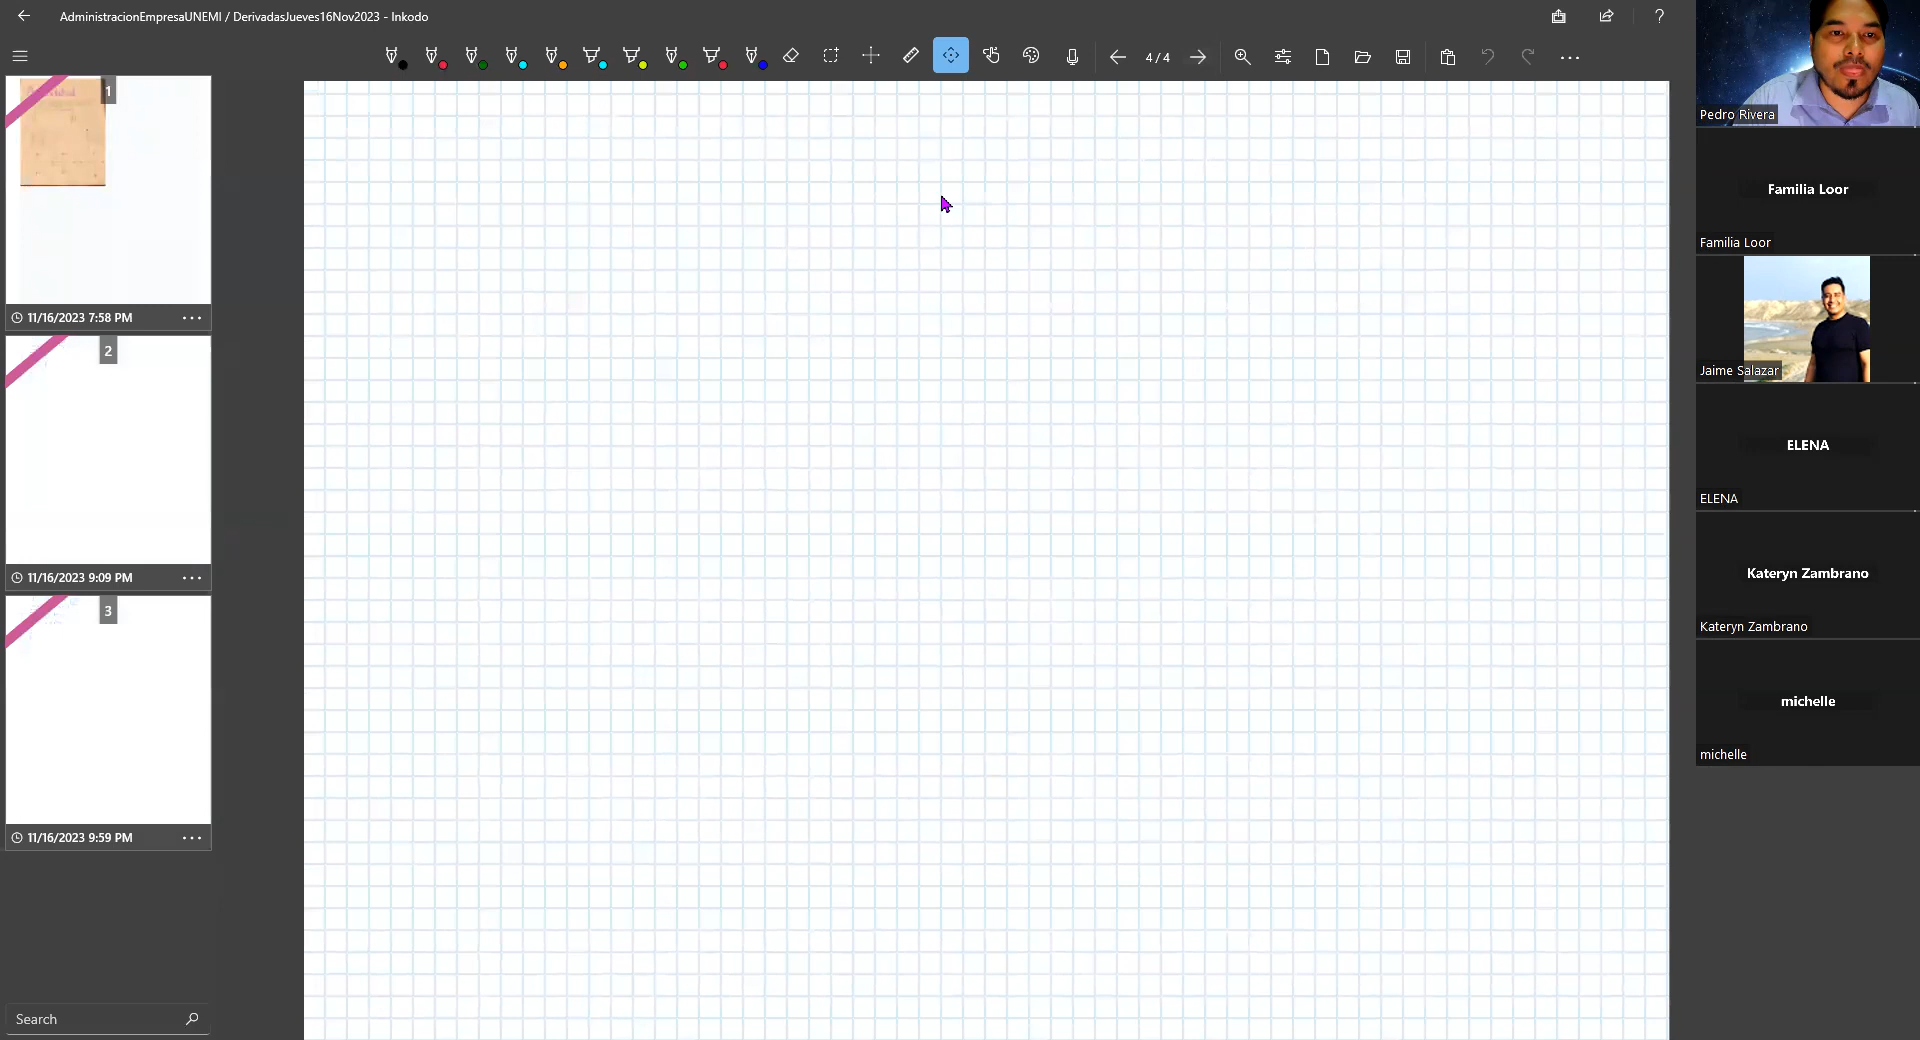 AdministracionEmpresaUNEMI / DerivadasJueves16Nov2023 - Inkodo
?
4 / 4
1
11/16/2023 7:58 PM
2
11/16/2023 9:09 PM
3
11/16/2023 9:59 PM
Search
Pedro Rivera
Familia Loor
Familia Loor
Jaime Salazar
ELENA
ELENA
Kateryn Zambrano
Kateryn Zambrano
michelle
michelle